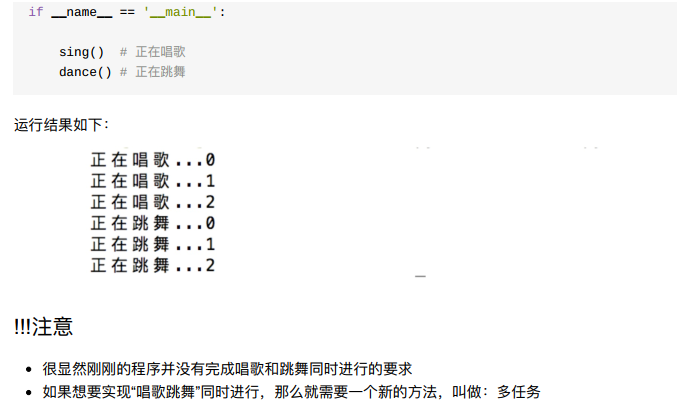 if __name__ == '__main__':
sing() # 正在唱歌
dance() # 正在跳舞
运行结果如下：
正在唱歌...0
正在唱歌...1
正在唱歌...2
正在跳舞...0
正在跳舞...1
正在跳舞...2
!!!注意
• 很显然刚刚的程序并没有完成唱歌和跳舞同时进行的要求
• 如果想要实现“唱歌跳舞”同时进行，那么就需要一个新的方法，叫做：多任务